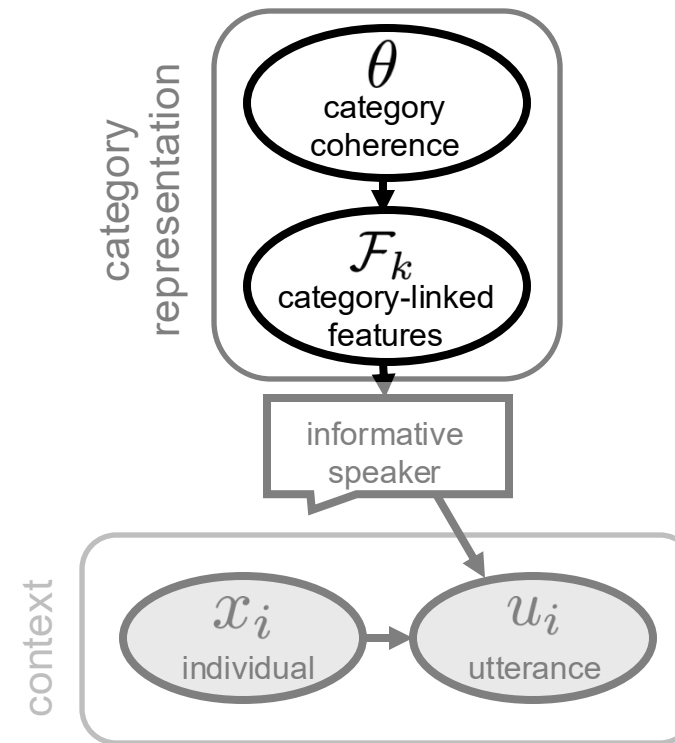 category
representation
θ
category
coherence
ℱₖ
category-linked
features
informative
speaker
context
xᵢ
individual
uᵢ
utterance